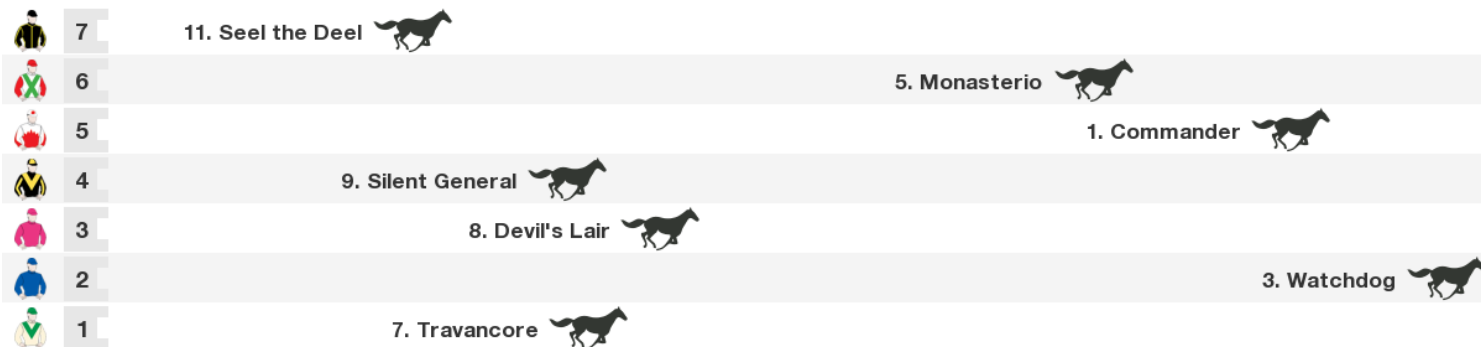 7 11. Seel the Deel
6 5. Monasterio
5 1. Commander
4 9. Silent General
3 8. Devil's Lair
2 3. Watchdog
1 7. Travancore